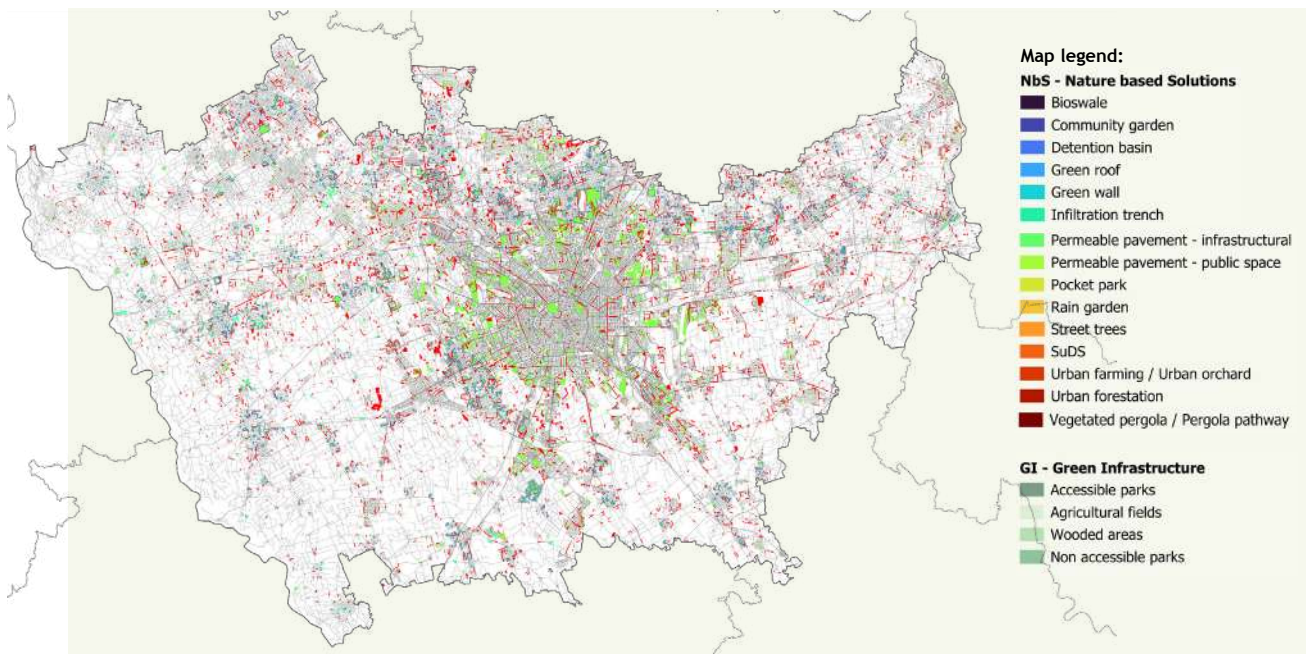 Map legend:
NbS - Nature based Solutions
Bioswale
Community garden
Detention basin
Green roof
Green wall
Infiltration trench
Permeable pavement - infrastructural
Permeable pavement - public space
Pocket park
Rain garden
Street trees
SuDS
Urban farming / Urban orchard
Urban forestation
Vegetated pergola / Pergola pathway
GI - Green Infrastructure
Accessible parks
Agricultural fields
Wooded areas
Non accessible parks